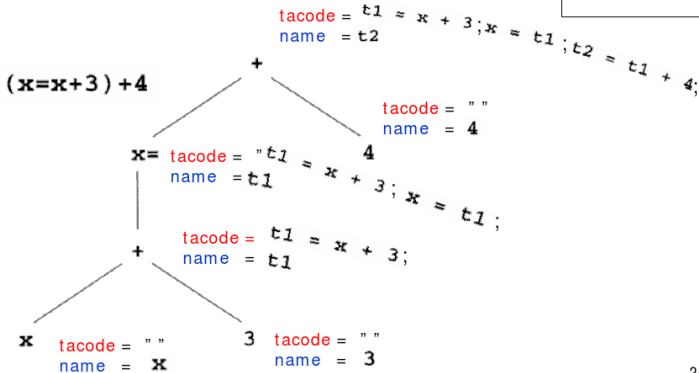 tacode = t1 = x + 3;x = t1 ;t2 = t1 + 4;
name = t2
+
(x=x+3)+4
tacode = " "
name = 4
4
x=
tacode = "t1 = x + 3; x = t1 ;
name =t1
+
tacode = t1 = x + 3;
name = t1
x
tacode = " "
name = x
3
tacode = " "
name = 3